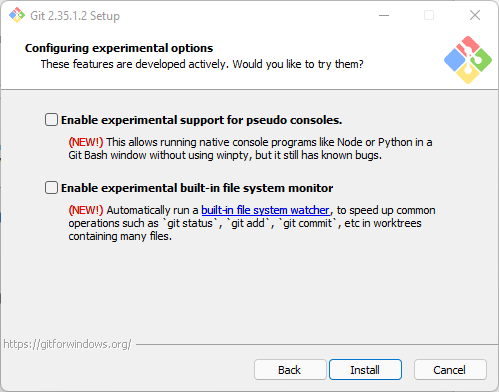 Git 2.35.1.2 Setup
Configuring experimental options
These features are developed actively. Would you like to try them?
Enable experimental support for pseudo consoles.
(NEW!) This allows running native console programs like Node or Python in a
Git Bash window without using winpty, but it still has known bugs.
Enable experimental built-in file system monitor
(NEW!) Automatically run a built-in file system watcher, to speed up common
operations such as `git status`, `git add`, `git commit`, etc in worktrees
containing many files.
https://gitforwindows.org/
Back
Install
Cancel